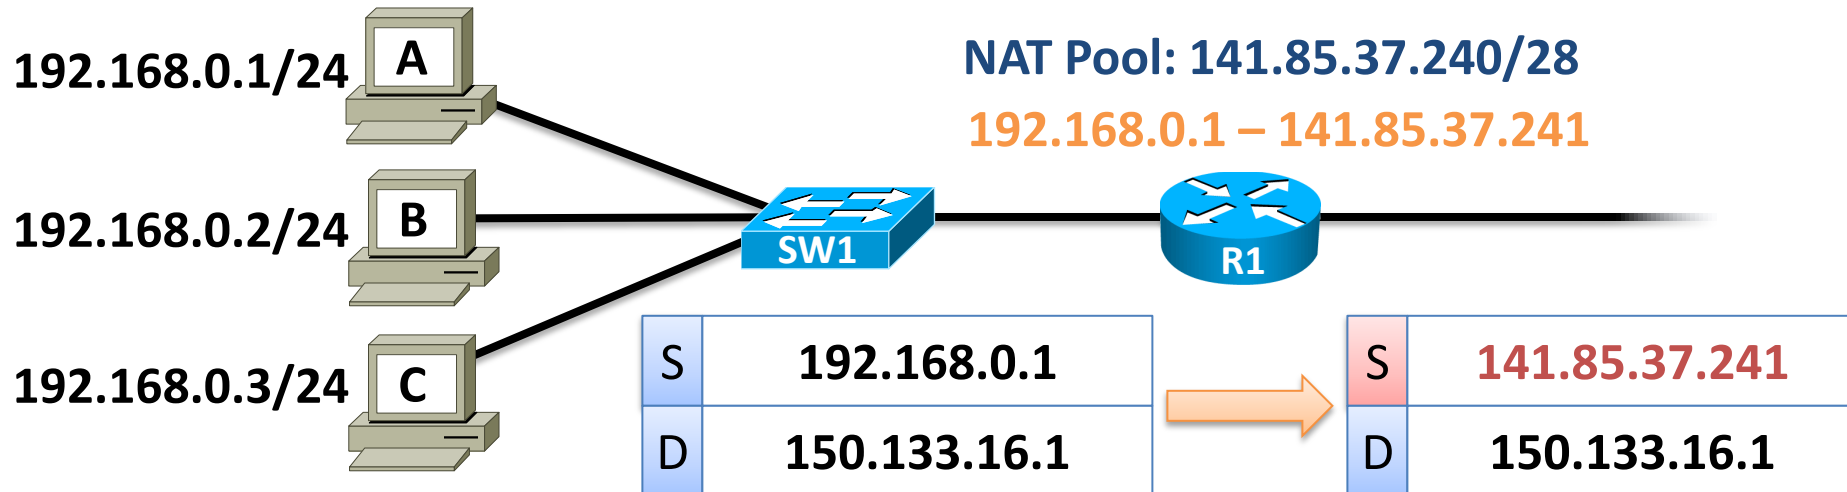 192.168.0.1/24
A
NAT Pool: 141.85.37.240/28
192.168.0.1 – 141.85.37.241
192.168.0.2/24
B
SW1
R1
192.168.0.3/24
C
S 192.168.0.1
D 150.133.16.1
S 141.85.37.241
D 150.133.16.1